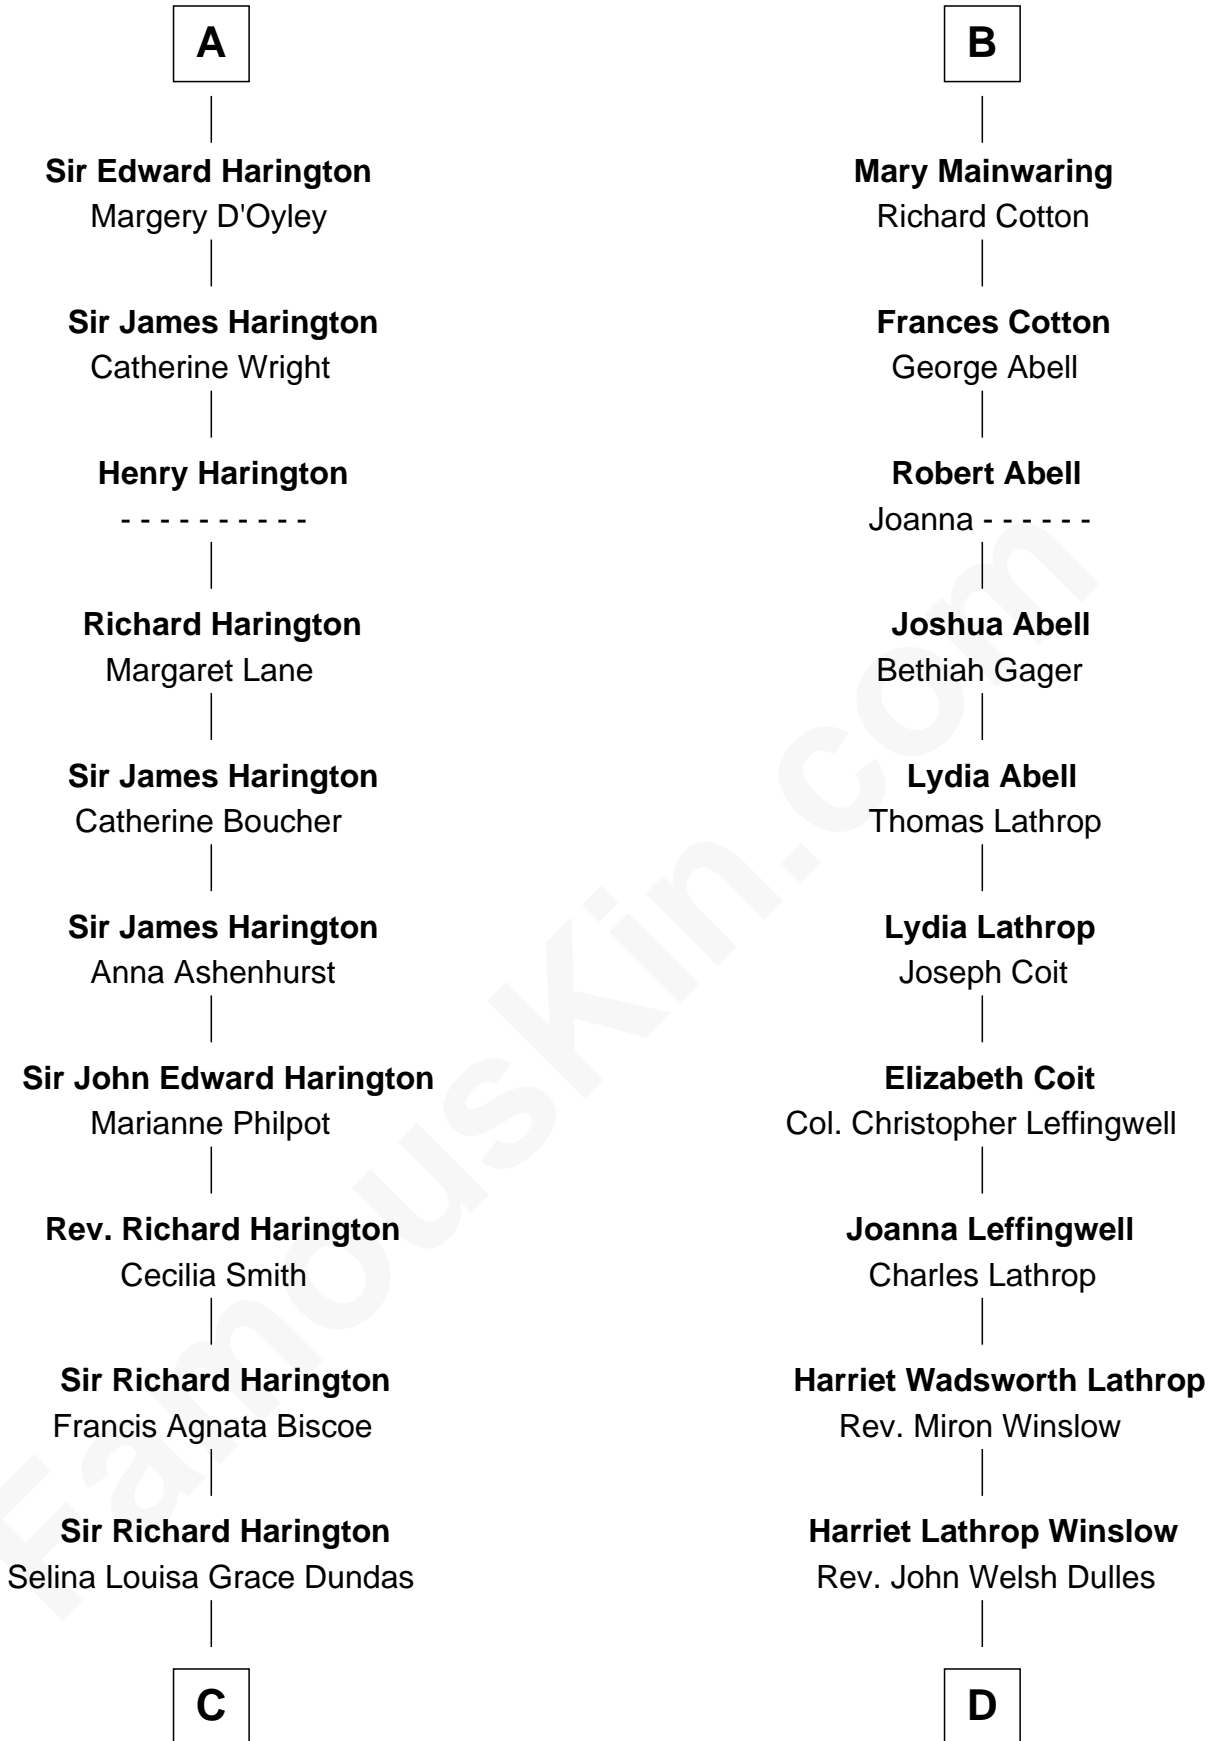 A
Sir Edward Harington
Margery D'Oyley
Sir James Harington
Catherine Wright
Henry Harington
- - - - - - - - - -
Richard Harington
Margaret Lane
Sir James Harington
Catherine Boucher
Sir James Harington
Anna Ashenhurst
Sir John Edward Harington
Marianne Philpot
Rev. Richard Harington
Cecilia Smith
Sir Richard Harington
Francis Agnata Biscoe
Sir Richard Harington
Selina Louisa Grace Dundas
C
B
Mary Mainwaring
Richard Cotton
Frances Cotton
George Abell
Robert Abell
Joanna - - - - - -
Joshua Abell
Bethiah Gager
Lydia Abell
Thomas Lathrop
Lydia Lathrop
Joseph Coit
Elizabeth Coit
Col. Christopher Leffingwell
Joanna Leffingwell
Charles Lathrop
Harriet Wadsworth Lathrop
Rev. Miron Winslow
Harriet Lathrop Winslow
Rev. John Welsh Dulles
D
FamousKin.com